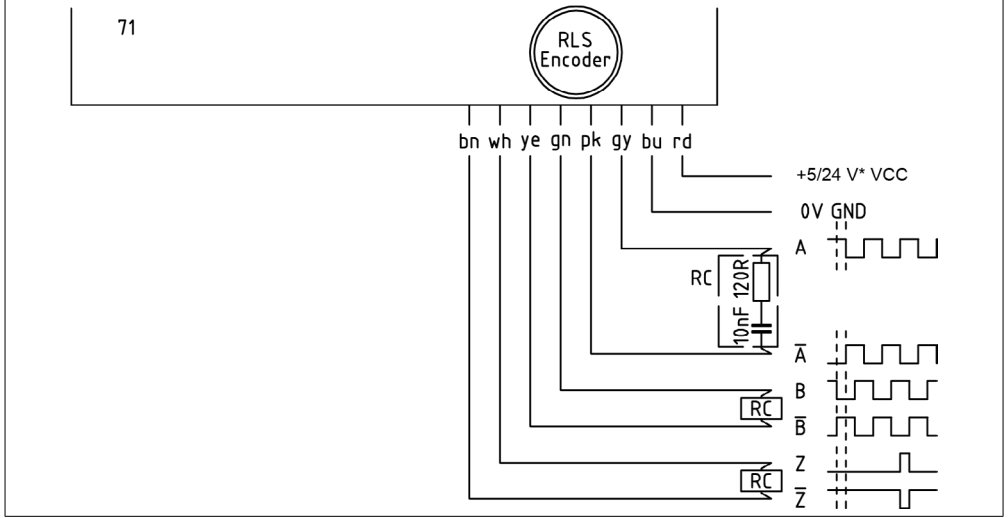 71
RLS
Encoder
bn wh ye gn pk gy bu rd
+5/24 V* VCC
0V GND
A
RC
120R
10nF
A̅
B
RC
B̅
Z
RC
Z̅